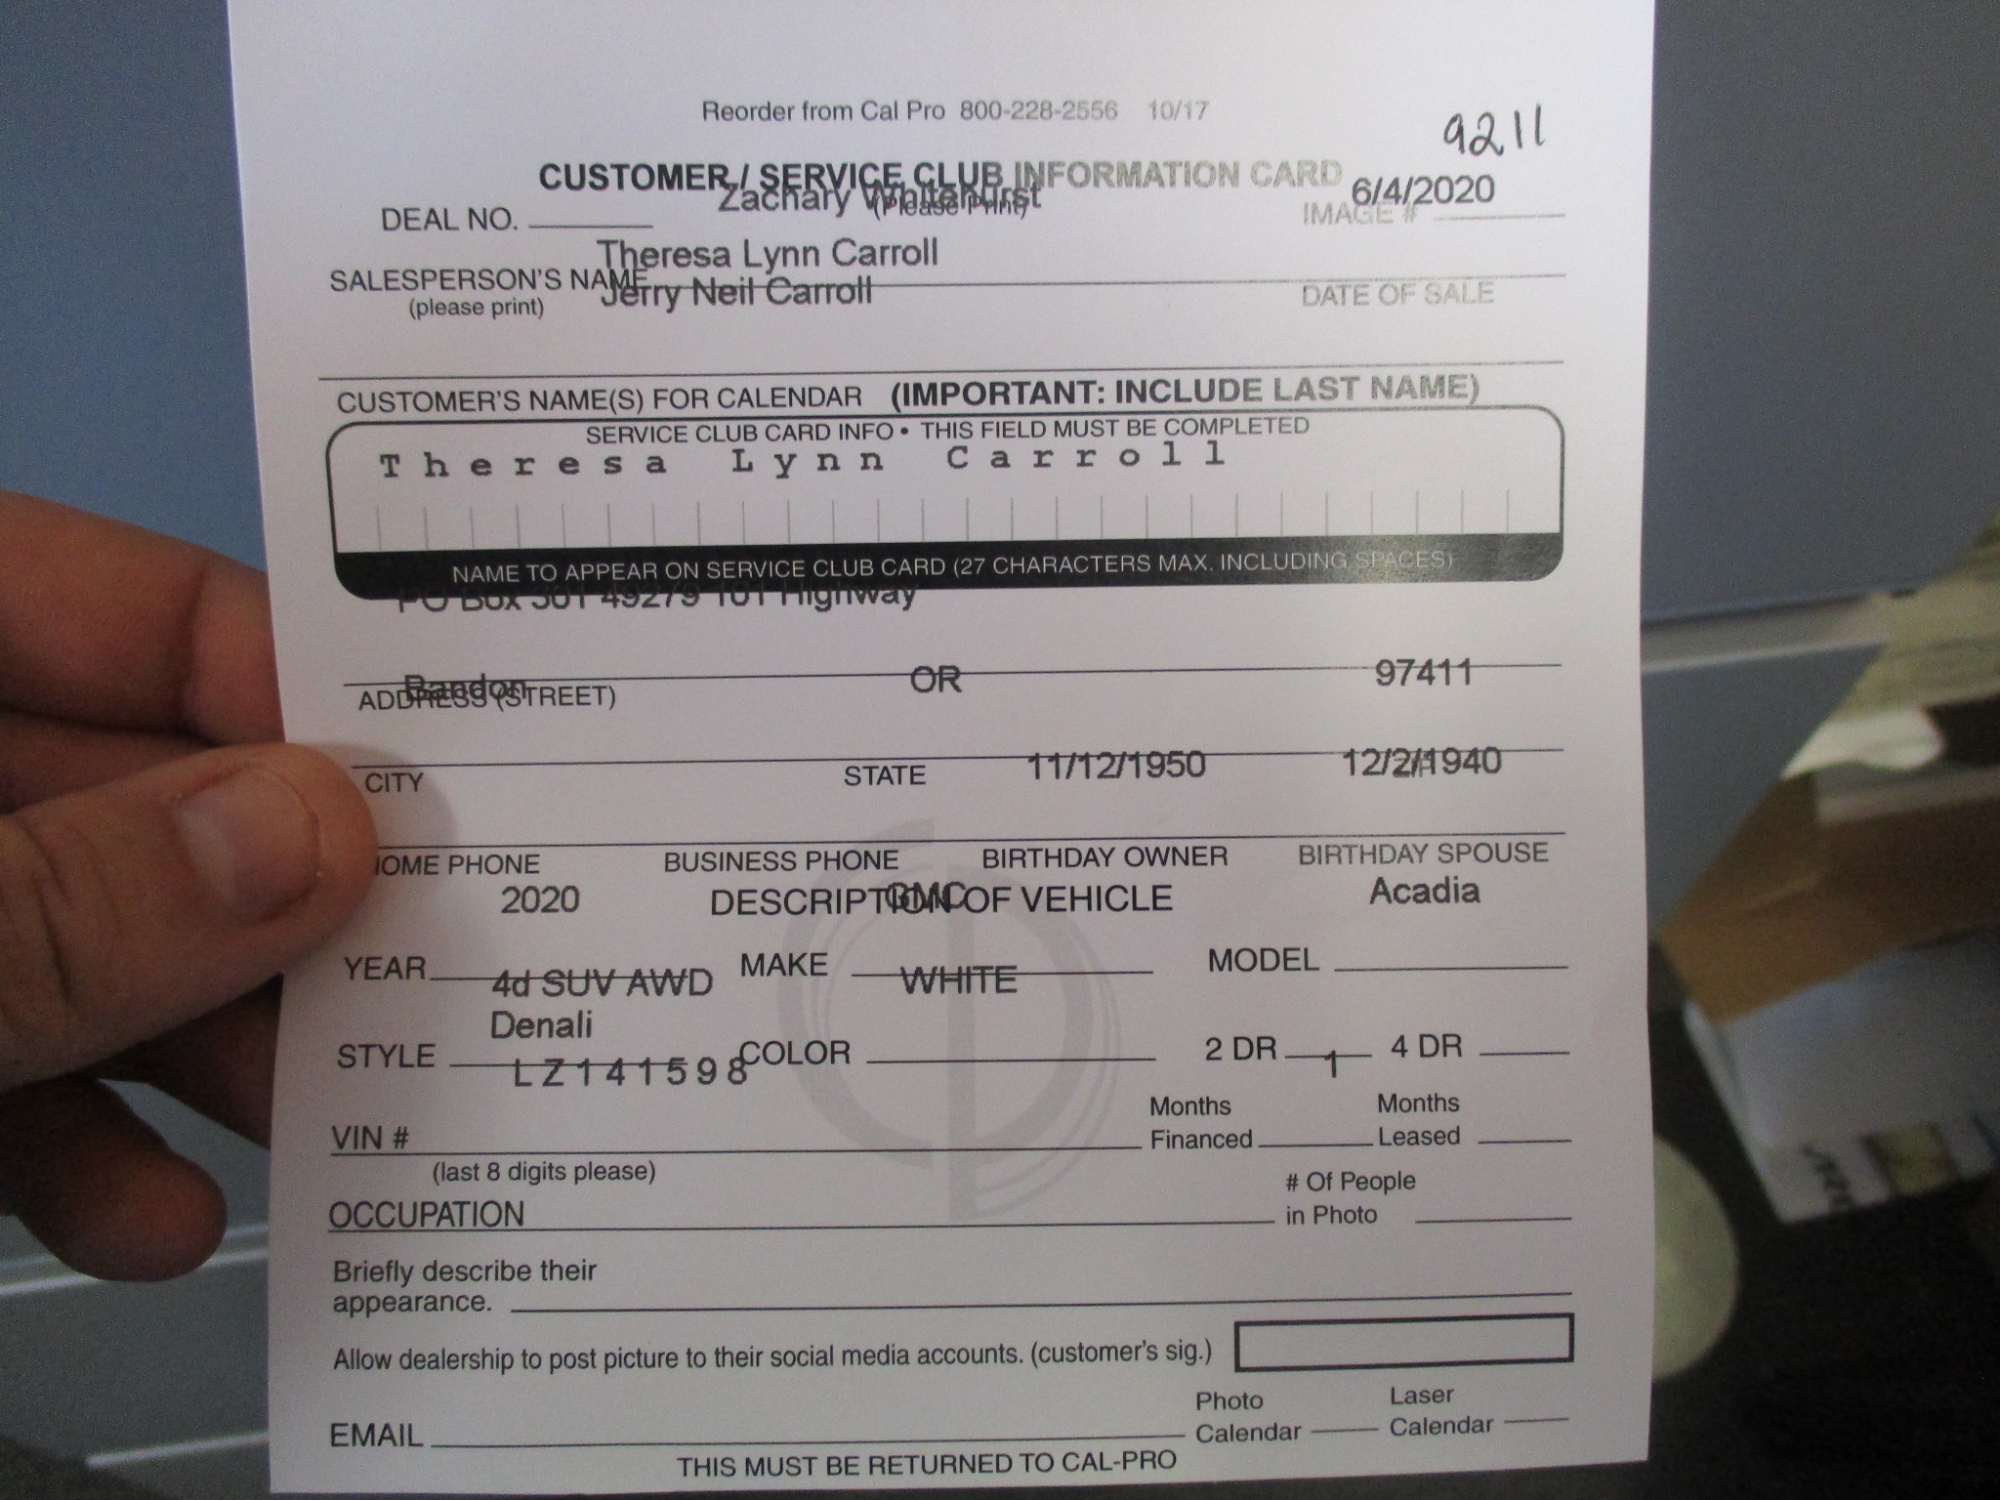 Reorder from Cal Pro 800-228-2556 10/17
9211
CUSTOMER / SERVICE CLUB INFORMATION CARD
Zachary Whitehurst
(Please Print)
6/4/2020
DEAL NO.
IMAGE #
Theresa Lynn Carroll
SALESPERSON'S NAME
Jerry Neil Carroll
(please print)
DATE OF SALE
CUSTOMER'S NAME(S) FOR CALENDAR (IMPORTANT: INCLUDE LAST NAME)
SERVICE CLUB CARD INFO • THIS FIELD MUST BE COMPLETED
Theresa Lynn Carroll
NAME TO APPEAR ON SERVICE CLUB CARD (27 CHARACTERS MAX. INCLUDING SPACES)
PO Box 301 49279 101 Highway
Bandon OR 97411
ADDRESS (STREET)
11/12/1950 12/2/1940
CITY STATE
HOME PHONE BUSINESS PHONE BIRTHDAY OWNER BIRTHDAY SPOUSE
2020 GMC Acadia
DESCRIPTION OF VEHICLE
YEAR MAKE MODEL
4d SUV AWD WHITE
Denali
STYLE COLOR 2 DR 4 DR
LZ141598 1
Months Months
VIN # Financed Leased
(last 8 digits please)
# Of People
OCCUPATION in Photo
Briefly describe their
appearance.
Allow dealership to post picture to their social media accounts. (customer's sig.)
Photo Laser
EMAIL Calendar Calendar
THIS MUST BE RETURNED TO CAL-PRO